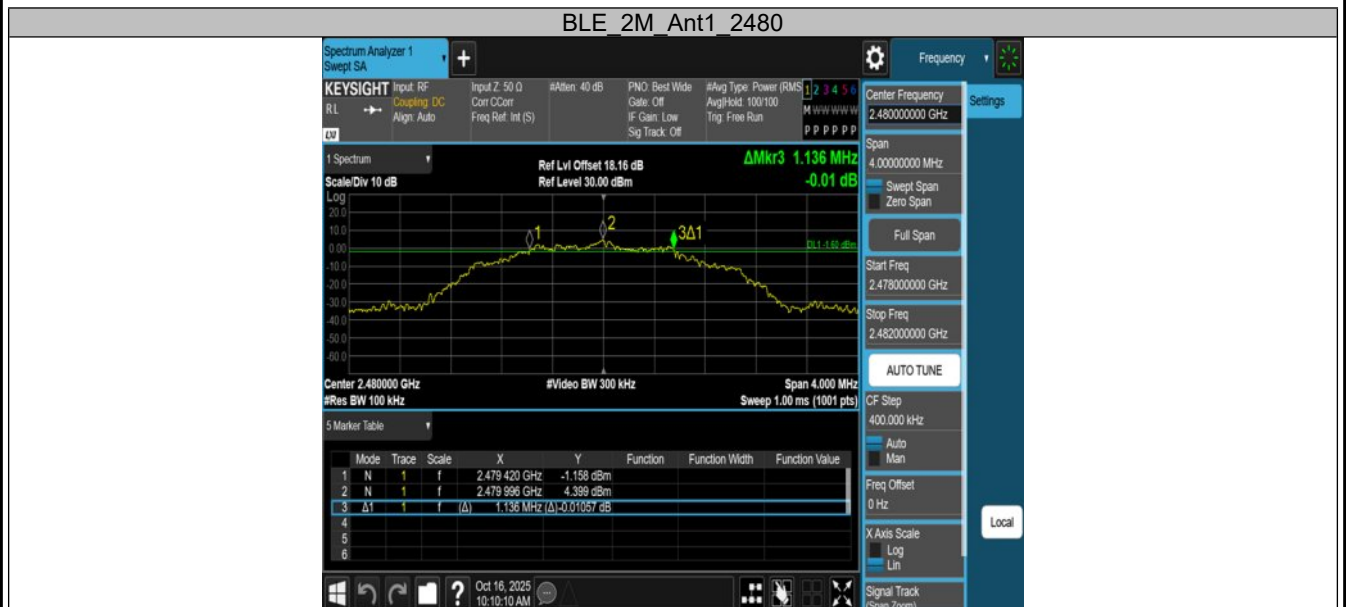 BLE_2M_Ant1_2480
Spectrum Analyzer 1
Swept SA
+
Frequency
KEYSIGHT
RL
LXI
Input: RF
Coupling: DC
Align: Auto
Input Z: 50 Ω
Corr CCorr
Freq Ref: Int (S)
#Atten: 40 dB
PNO: Best Wide
Gate: Off
IF Gain: Low
Sig Track: Off
#Avg Type: Power (RMS
Avg|Hold: 100/100
Trig: Free Run
1 2 3 4 5 6
M W W W W W
P P P P P P
1 Spectrum
Scale/Div 10 dB
Ref Lvl Offset 18.16 dB
Ref Level 30.00 dBm
ΔMkr3 1.136 MHz
-0.01 dB
Log
20.0
10.0
0.00
-10.0
-20.0
-30.0
-40.0
-50.0
-60.0
1
2
3Δ1
DL1 -1.60 dBm
Center 2.480000 GHz
#Video BW 300 kHz
Span 4.000 MHz
#Res BW 100 kHz
Sweep 1.00 ms (1001 pts)
5 Marker Table
Mode Trace Scale X Y Function Function Width Function Value
1 N 1 f 2.479 420 GHz -1.158 dBm
2 N 1 f 2.479 996 GHz 4.399 dBm
3 Δ1 1 f (Δ) 1.136 MHz (Δ) -0.01057 dB
4
5
6
?
Oct 16, 2025
10:10:10 AM
Center Frequency
2.480000000 GHz
Settings
Span
4.00000000 MHz
Swept Span
Zero Span
Full Span
Start Freq
2.478000000 GHz
Stop Freq
2.482000000 GHz
AUTO TUNE
CF Step
400.000 kHz
Auto
Man
Freq Offset
0 Hz
X Axis Scale
Log
Lin
Local
Signal Track
(Span Zoom)